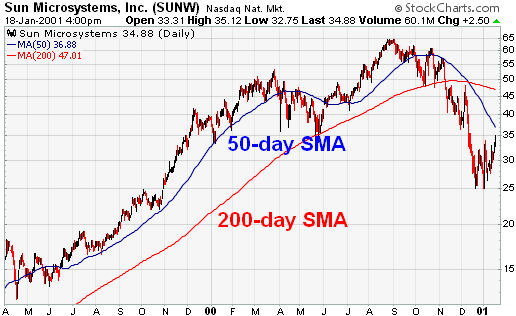 Sun Microsystems, Inc. (SUNW) Nasdaq Nat. Mkt. © StockCharts.com
18-Jan-2001 4:00pm Open 33.31 High 35.12 Low 32.75 Last 34.88 Volume 60.1M Chg +2.50
Sun Microsystems 34.88 (Daily)
MA(50) 36.88
MA(200) 47.01
65
60
55
50
45
40
35
30
25
20
15
50-day SMA
200-day SMA
A M J J A S O N D 00 F M A M J J A S O N D 01